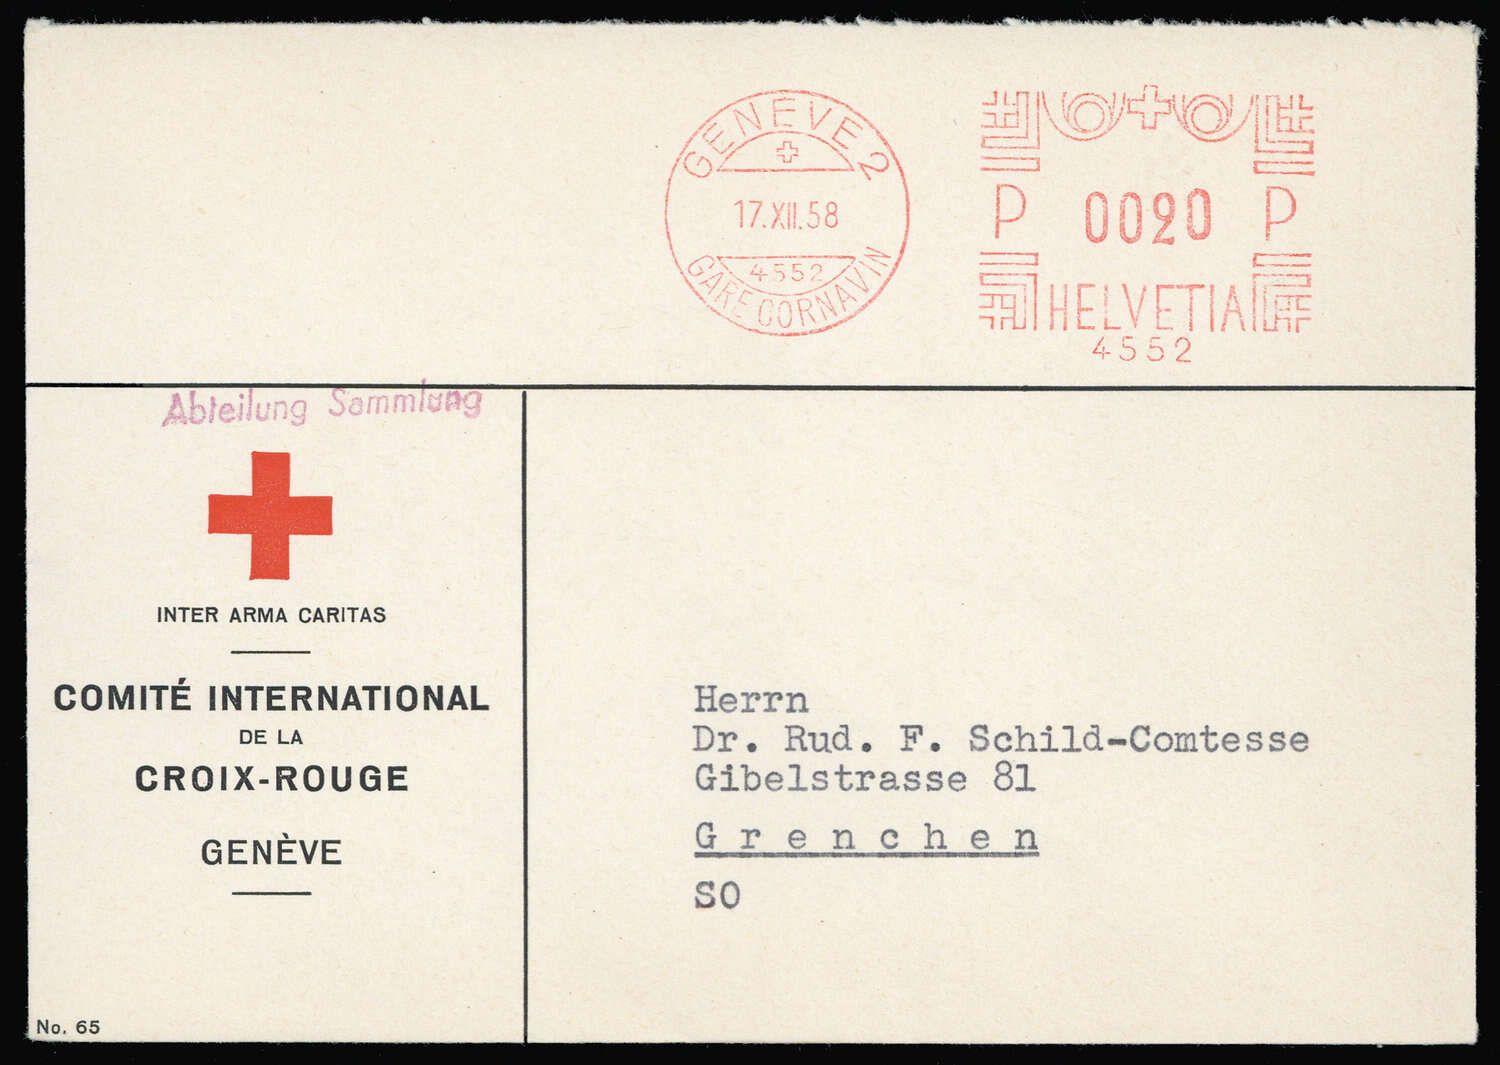 GENÈVE 2
17.XII.58
4552
GARE CORNAVIN
P 0020 P
HELVETIA
4552
Abteilung Sammlung
INTER ARMA CARITAS
COMITÉ INTERNATIONAL
DE LA
CROIX-ROUGE
GENÈVE
No. 65
Herrn
Dr. Rud. F. Schild-Comtesse
Gibelstrasse 81
Grenchen
SO